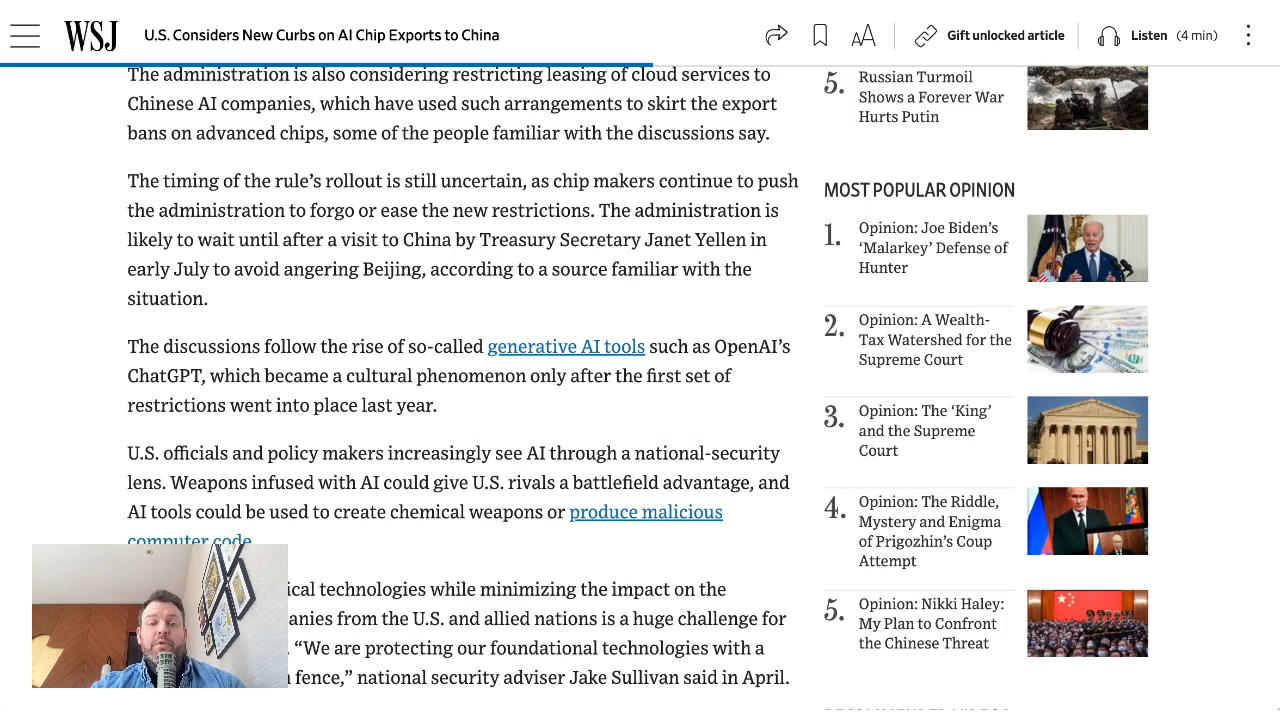 WSJ
U.S. Considers New Curbs on AI Chip Exports to China
Gift unlocked article
Listen (4 min)
The administration is also considering restricting leasing of cloud services to
Chinese AI companies, which have used such arrangements to skirt the export
bans on advanced chips, some of the people familiar with the discussions say.
The timing of the rule’s rollout is still uncertain, as chip makers continue to push
the administration to forgo or ease the new restrictions. The administration is
likely to wait until after a visit to China by Treasury Secretary Janet Yellen in
early July to avoid angering Beijing, according to a source familiar with the
situation.
The discussions follow the rise of so-called generative AI tools such as OpenAI’s
ChatGPT, which became a cultural phenomenon only after the first set of
restrictions went into place last year.
U.S. officials and policy makers increasingly see AI through a national-security
lens. Weapons infused with AI could give U.S. rivals a battlefield advantage, and
AI tools could be used to create chemical weapons or produce malicious
computer code.
ical technologies while minimizing the impact on the
anies from the U.S. and allied nations is a huge challenge for
. “We are protecting our foundational technologies with a
fence,” national security adviser Jake Sullivan said in April.
5.
Russian Turmoil
Shows a Forever War
Hurts Putin
MOST POPULAR OPINION
1.
Opinion: Joe Biden’s
‘Malarkey’ Defense of
Hunter
2.
Opinion: A Wealth-
Tax Watershed for the
Supreme Court
3.
Opinion: The ‘King’
and the Supreme
Court
4.
Opinion: The Riddle,
Mystery and Enigma
of Prigozhin’s Coup
Attempt
5.
Opinion: Nikki Haley:
My Plan to Confront
the Chinese Threat